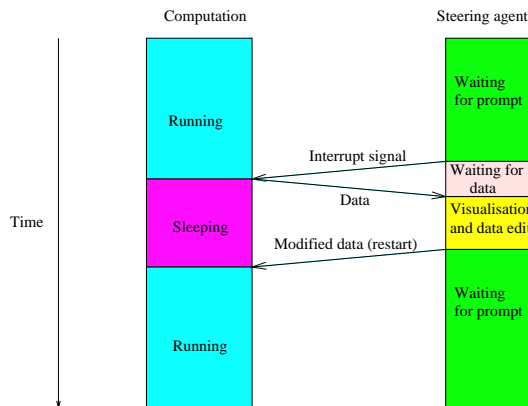 Computation
Steering agent
Waiting
for prompt
Running
Interrupt signal
Waiting for
data
Data
Time
Sleeping
Visualisation
and data edit
Modified data (restart)
Waiting
for prompt
Running